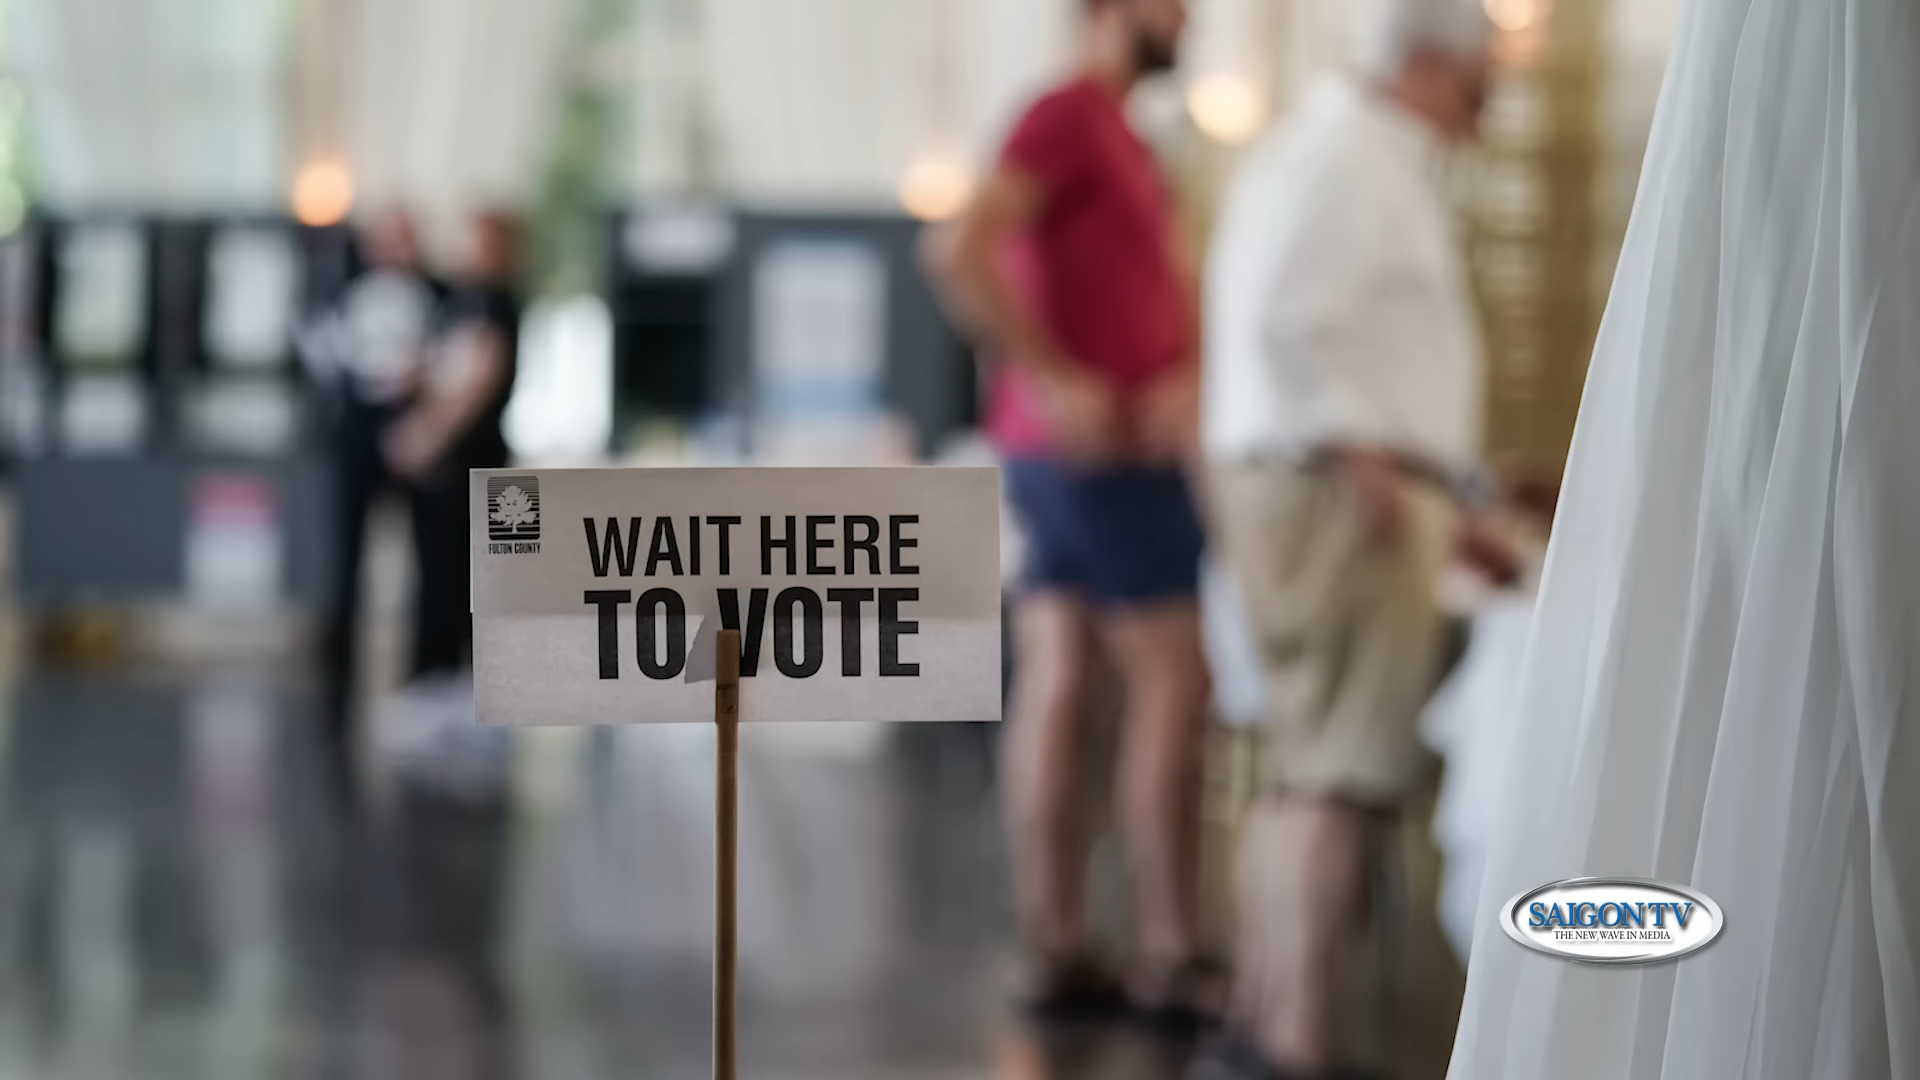 FULTON COUNTY
WAIT HERE
TO VOTE
SAIGON TV
THE NEW WAVE IN MEDIA